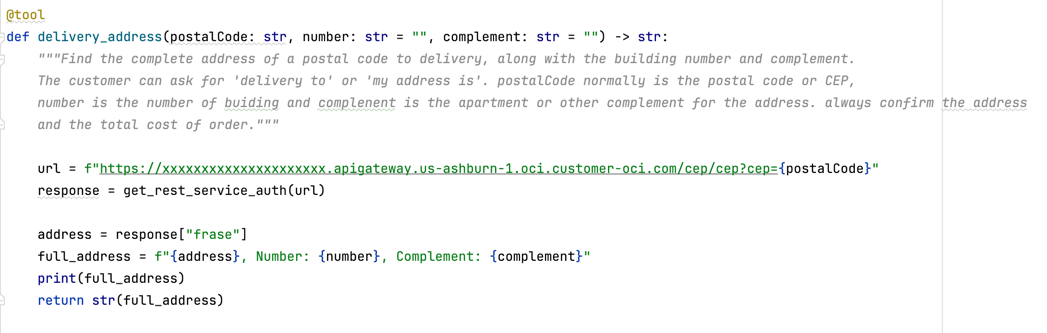 @tool
def delivery_address(postalCode: str, number: str = "", complement: str = "") -> str:
    """Find the complete address of a postal code to delivery, along with the building number and complement.
    The customer can ask for 'delivery to' or 'my address is'. postalCode normally is the postal code or CEP,
    number is the number of buiding and complenent is the apartment or other complement for the address. always confirm the address
    and the total cost of order."""
    url = f"https://xxxxxxxxxxxxxxxxxxxxx.apigateway.us-ashburn-1.oci.customer-oci.com/cep/cep?cep={postalCode}"
    response = get_rest_service_auth(url)
    address = response["frase"]
    full_address = f"{address}, Number: {number}, Complement: {complement}"
    print(full_address)
    return str(full_address)